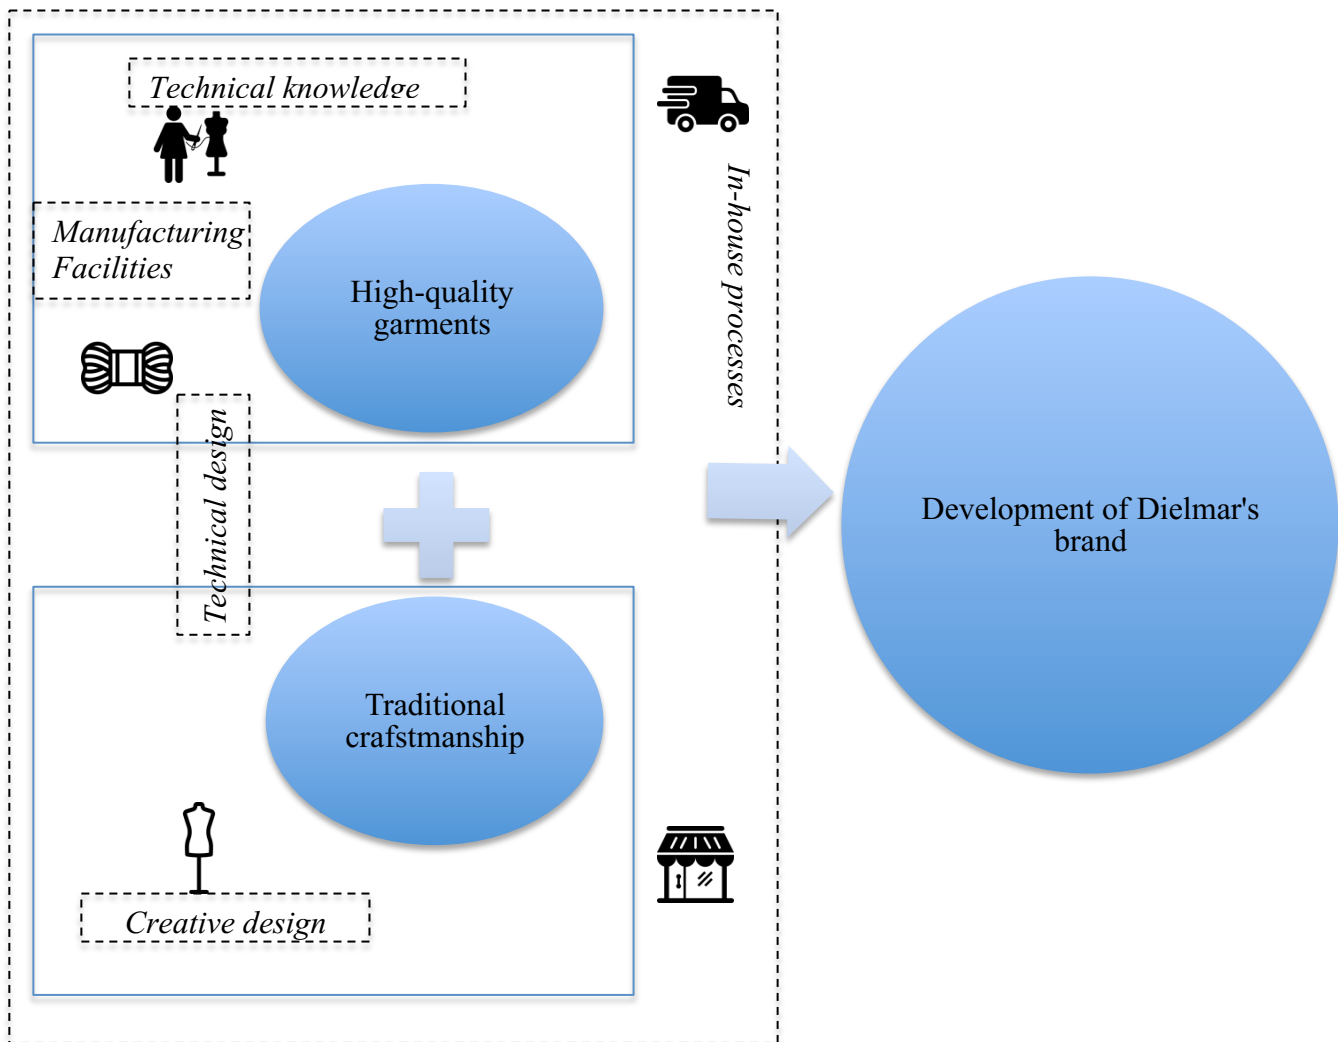 Technical knowledge
Manufacturing
Facilities
High-quality
garments
In-house processes
Technical design
Development of Dielmar's
brand
Traditional
crafstmanship
Creative design